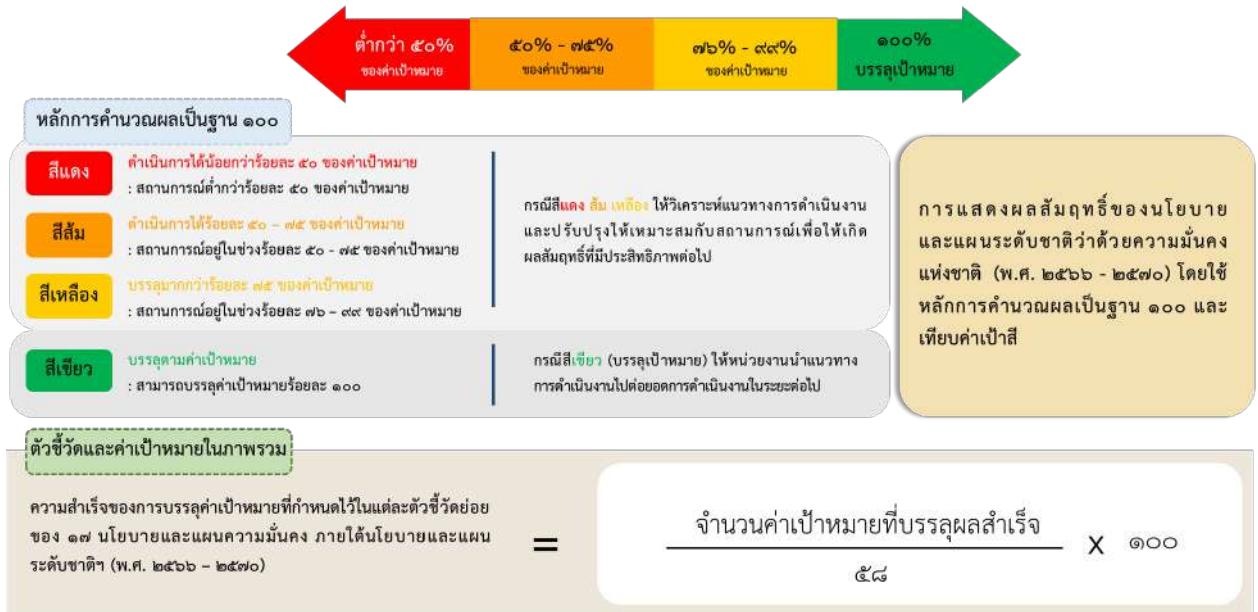 ต่ำกว่า ๕๐%
ของค่าเป้าหมาย
๕๐% - ๗๕%
ของค่าเป้าหมาย
๗๖% - ๙๙%
ของค่าเป้าหมาย
๑๐๐%
บรรลุเป้าหมาย
หลักการคำนวณผลเป็นฐาน ๑๐๐
สีแดง
ดำเนินการได้น้อยกว่าร้อยละ ๕๐ ของค่าเป้าหมาย
: สถานการณ์ต่ำกว่าร้อยละ ๕๐ ของค่าเป้าหมาย
สีส้ม
ดำเนินการได้ร้อยละ ๕๐ – ๗๕ ของค่าเป้าหมาย
: สถานการณ์อยู่ในช่วงร้อยละ ๕๐ - ๗๕ ของค่าเป้าหมาย
สีเหลือง
บรรลุมากกว่าร้อยละ ๗๕ ของค่าเป้าหมาย
: สถานการณ์อยู่ในช่วงร้อยละ ๗๖ – ๙๙ ของค่าเป้าหมาย
กรณีสีแดง ส้ม เหลือง ให้วิเคราะห์แนวทางการดำเนินงาน
และปรับปรุงให้เหมาะสมกับสถานการณ์เพื่อให้เกิด
ผลสัมฤทธิ์ที่มีประสิทธิภาพต่อไป
สีเขียว
บรรลุตามค่าเป้าหมาย
: สามารถบรรลุค่าเป้าหมายร้อยละ ๑๐๐
กรณีสีเขียว (บรรลุเป้าหมาย) ให้หน่วยงานนำแนวทาง
การดำเนินงานไปต่อยอดการดำเนินงานในระยะต่อไป
การแสดงผลสัมฤทธิ์ของนโยบาย
และแผนระดับชาติว่าด้วยความมั่นคง
แห่งชาติ (พ.ศ. ๒๕๖๖ - ๒๕๗๐) โดยใช้
หลักการคำนวณผลเป็นฐาน ๑๐๐ และ
เทียบค่าเป้าสี
ตัวชี้วัดและค่าเป้าหมายในภาพรวม
ความสำเร็จของการบรรลุค่าเป้าหมายที่กำหนดไว้ในแต่ละตัวชี้วัดย่อย
ของ ๑๗ นโยบายและแผนความมั่นคง ภายใต้นโยบายและแผน
ระดับชาติฯ (พ.ศ. ๒๕๖๖ – ๒๕๗๐)
=
จำนวนค่าเป้าหมายที่บรรลุผลสำเร็จ
๕๘
X ๑๐๐